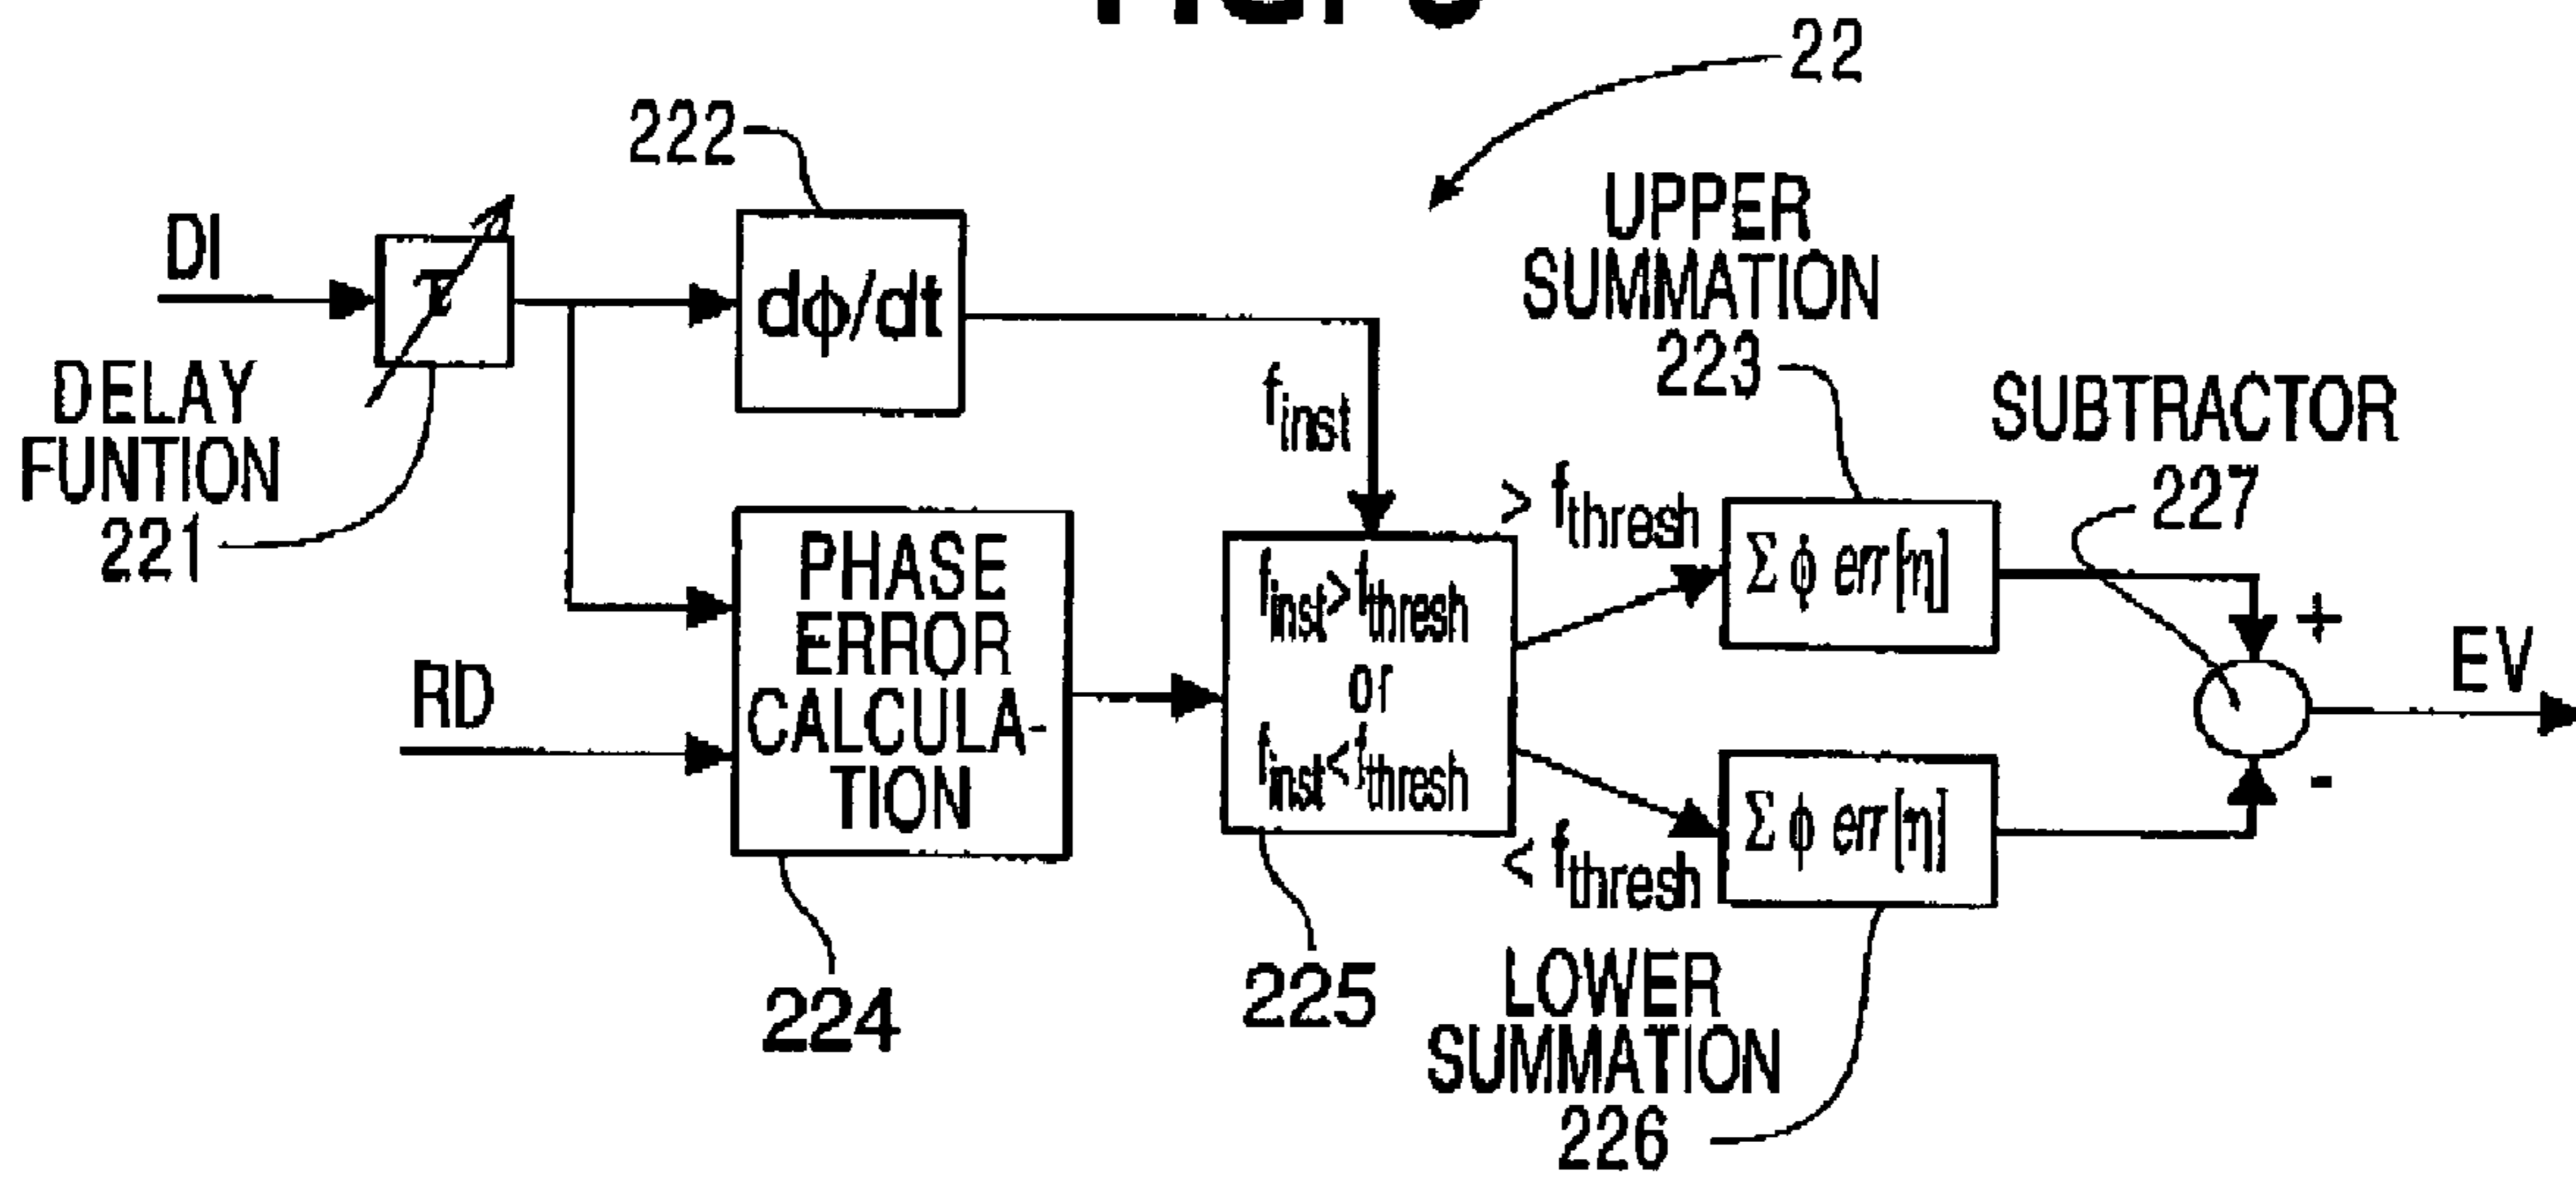 22
222
DI
τ
dϕ/dt
DELAY
FUNTION
221
f_inst
UPPER
SUMMATION
223
SUBTRACTOR
227
> f_thresh
Σ ϕ err[η]
+
EV
RD
PHASE
ERROR
CALCULA-
TION
f_inst>f_thresh
or
f_inst<f_thresh
-
< f_thresh
Σ ϕ err[η]
224
225
LOWER
SUMMATION
226